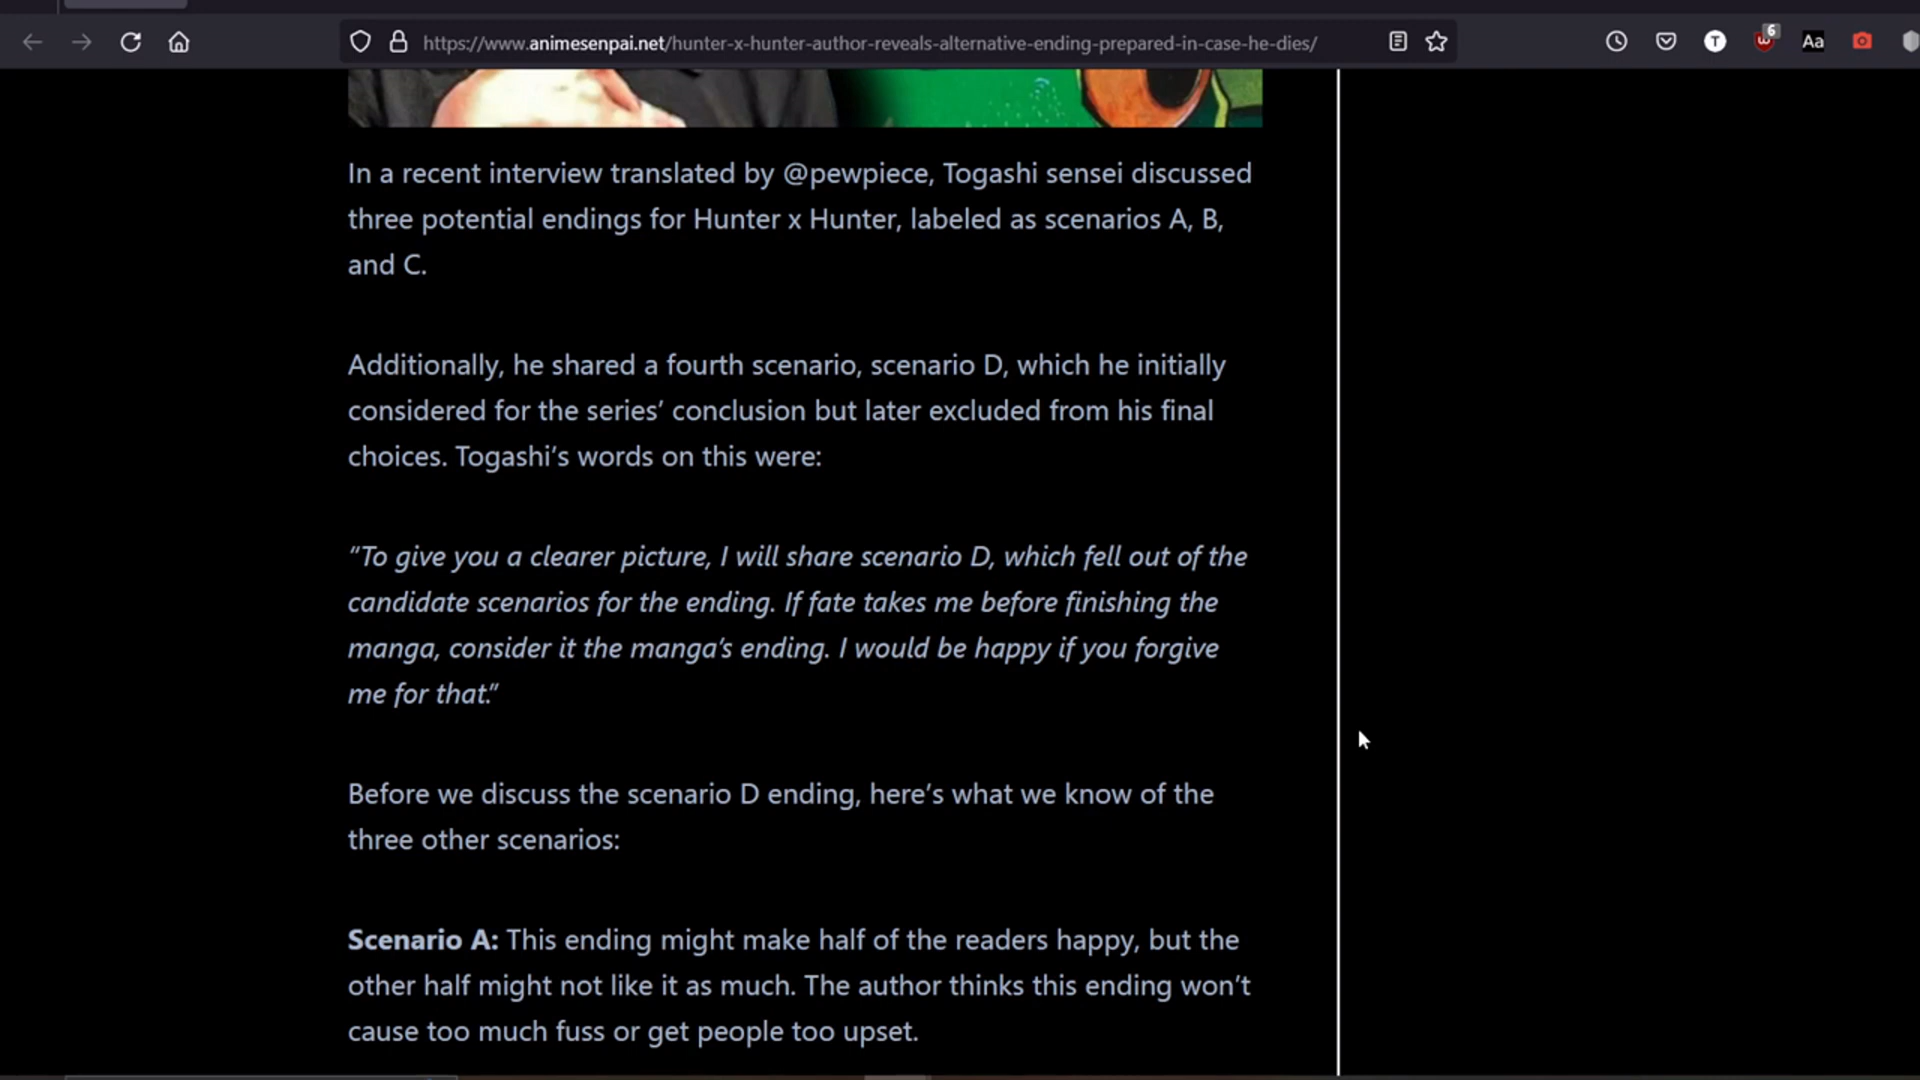 https://www.animesenpai.net/hunter-x-hunter-author-reveals-alternative-ending-prepared-in-case-he-dies/
T
6
Aa
In a recent interview translated by @pewpiece, Togashi sensei discussed
three potential endings for Hunter x Hunter, labeled as scenarios A, B,
and C.
Additionally, he shared a fourth scenario, scenario D, which he initially
considered for the series’ conclusion but later excluded from his final
choices. Togashi’s words on this were:
“To give you a clearer picture, I will share scenario D, which fell out of the
candidate scenarios for the ending. If fate takes me before finishing the
manga, consider it the manga’s ending. I would be happy if you forgive
me for that.”
Before we discuss the scenario D ending, here’s what we know of the
three other scenarios:
Scenario A: This ending might make half of the readers happy, but the
other half might not like it as much. The author thinks this ending won’t
cause too much fuss or get people too upset.